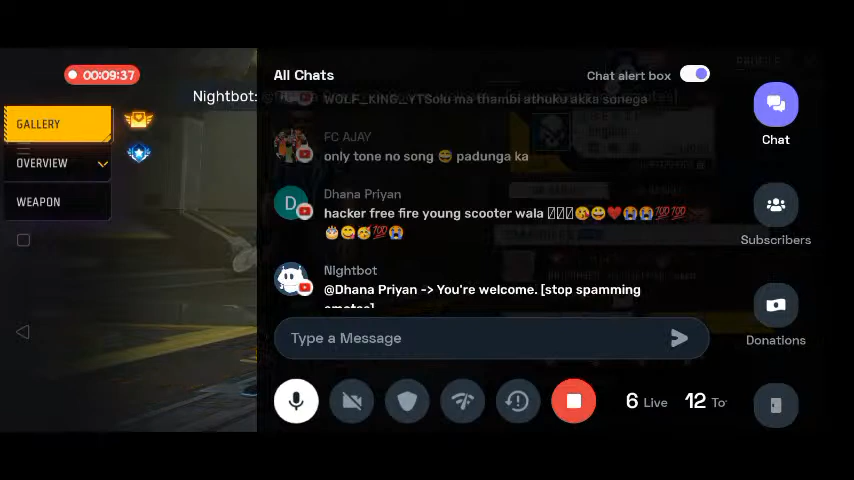 00:09:37
GALLERY
OVERVIEW
WEAPON
Nightbot:
All Chats
Chat alert box
WOLF_KING_YTSolu ma thambi athuku akka sonega
FC AJAY
only tone no song 😄 padunga ka
Dhana Priyan
hacker free fire young scooter wala 😘😄❤️😭😭💯💯
🎂😋🥳💯😭
Nightbot
@Dhana Priyan -> You're welcome. [stop spamming
emotes]
Type a Message
6 Live 12
Chat
Subscribers
Donations